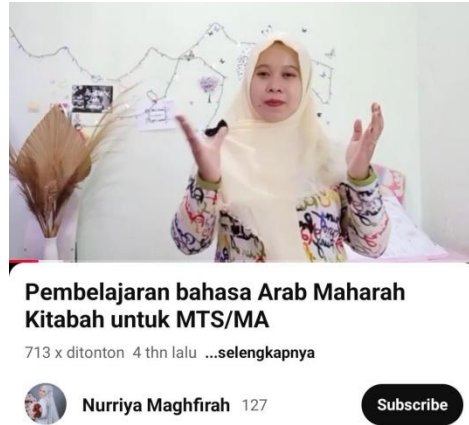 Pembelajaran bahasa Arab Maharah
Kitabah untuk MTS/MA
713 x ditonton 4 thn lalu ...selengkapnya
Nurriya Maghfirah 127
Subscribe